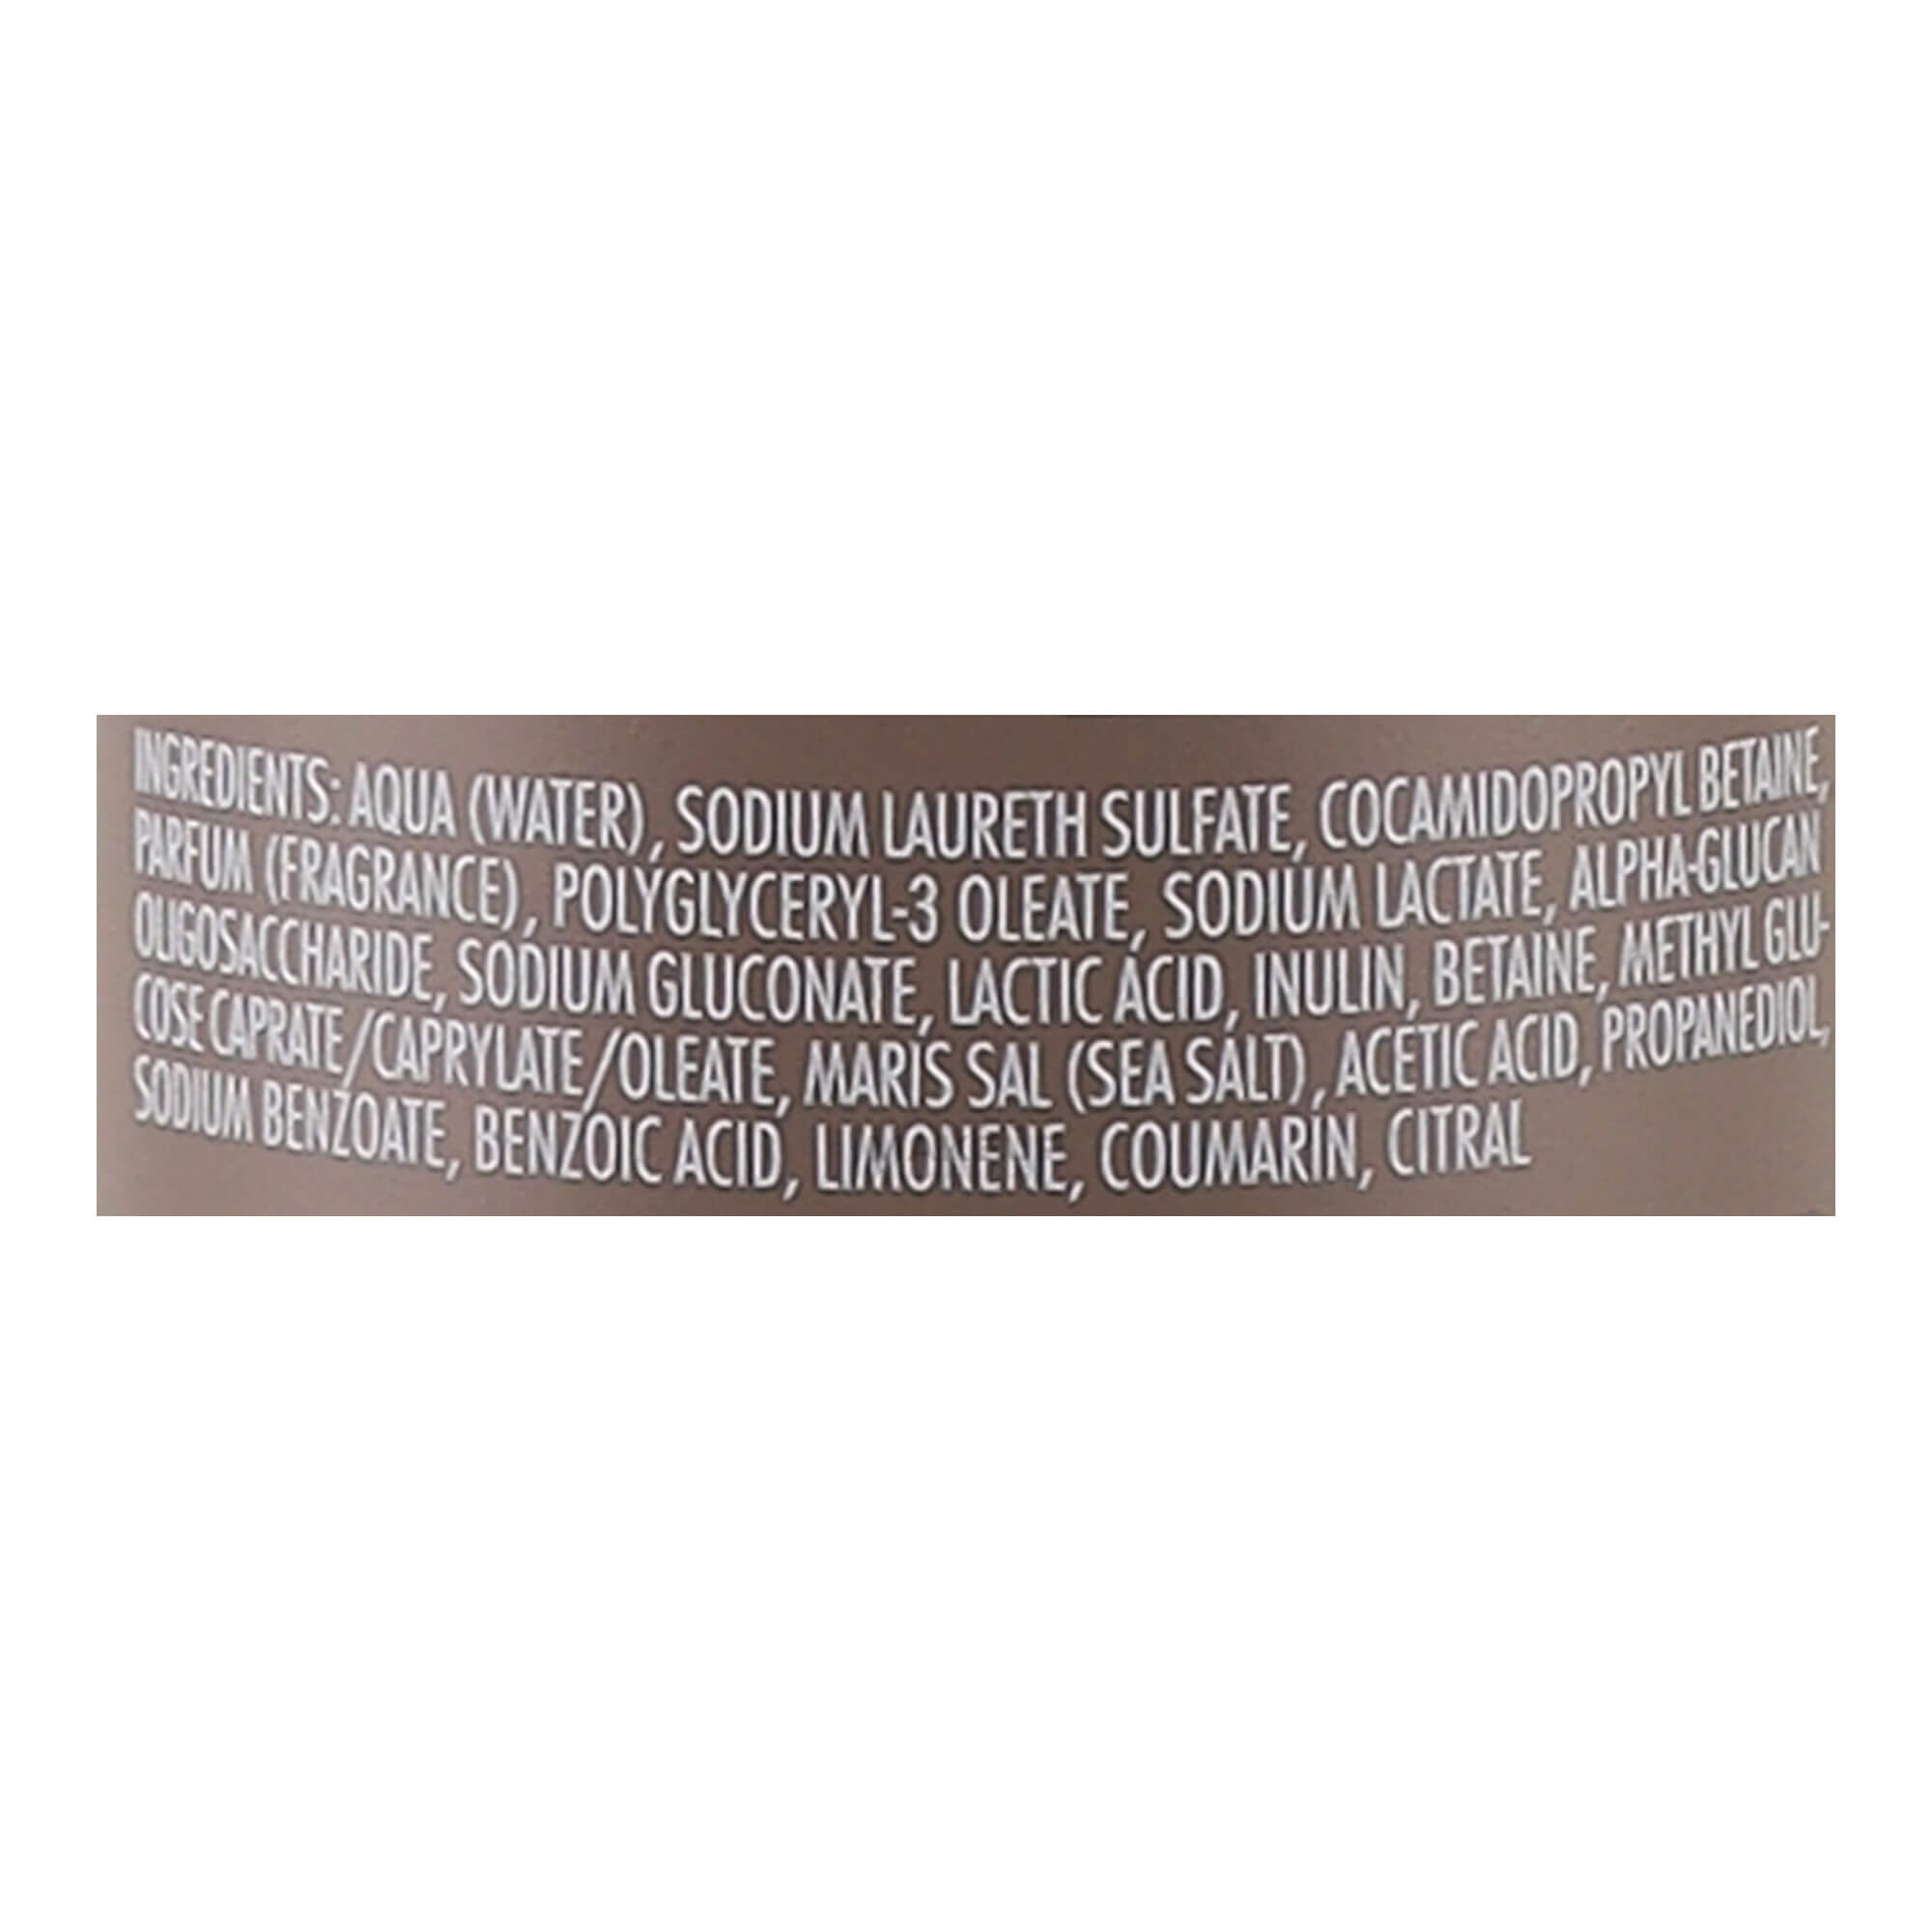 INGREDIENTS: AQUA (WATER), SODIUM LAURETH SULFATE, COCAMIDOPROPYL BETAINE,
PARFUM (FRAGRANCE), POLYGLYCERYL-3 OLEATE, SODIUM LACTATE, ALPHA-GLUCAN
OLIGOSACCHARIDE, SODIUM GLUCONATE, LACTIC ACID, INULIN, BETAINE, METHYL GLU-
COSE CAPRATE/CAPRYLATE/OLEATE, MARIS SAL (SEA SALT), ACETIC ACID, PROPANEDIOL,
SODIUM BENZOATE, BENZOIC ACID, LIMONENE, COUMARIN, CITRAL